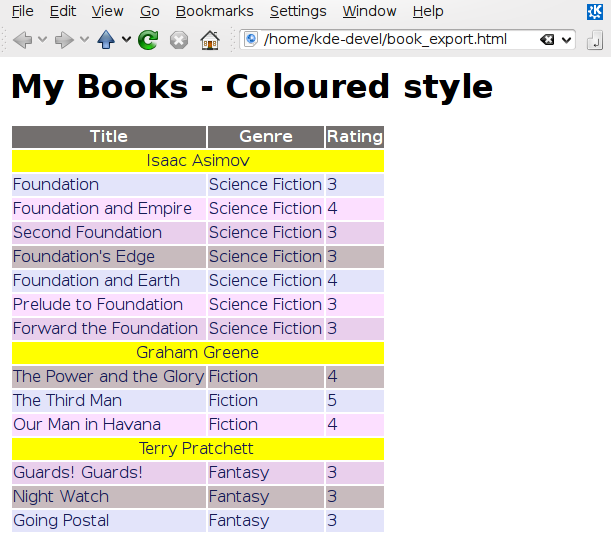 File Edit View Go Bookmarks Settings Window Help
/home/kde-devel/book_export.html
My Books - Coloured style
Title Genre Rating
Isaac Asimov
Foundation Science Fiction 3
Foundation and Empire Science Fiction 4
Second Foundation Science Fiction 3
Foundation's Edge Science Fiction 3
Foundation and Earth Science Fiction 4
Prelude to Foundation Science Fiction 3
Forward the Foundation Science Fiction 3
Graham Greene
The Power and the Glory Fiction 4
The Third Man Fiction 5
Our Man in Havana Fiction 4
Terry Pratchett
Guards! Guards! Fantasy 3
Night Watch Fantasy 3
Going Postal Fantasy 3